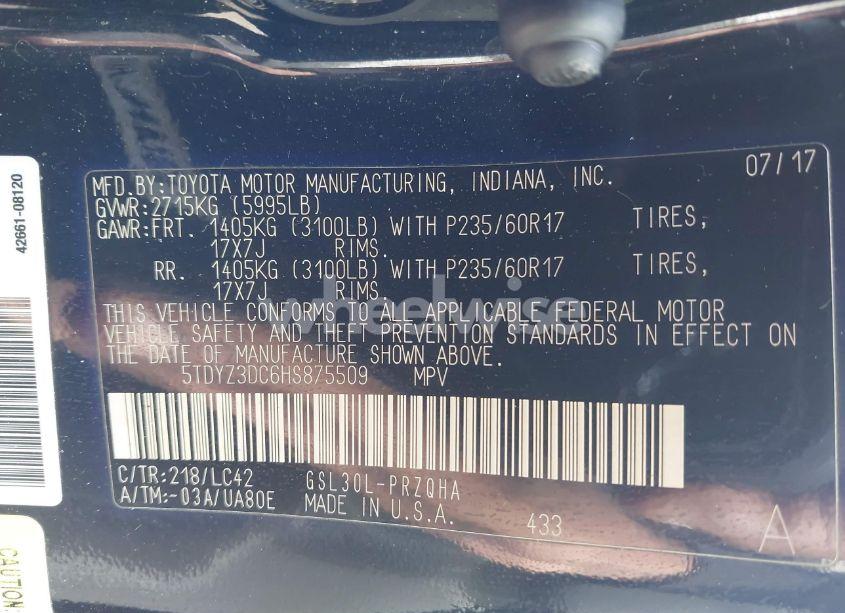 07/17
MFD.BY:TOYOTA MOTOR MANUFACTURING, INDIANA, INC.
GVWR:2715KG (5995LB)
GAWR:FRT. 1405KG (3100LB) WITH P235/60R17 TIRES,
17X7J RIMS.
RR. 1405KG (3100LB) WITH P235/60R17 TIRES,
17X7J RIMS.
THIS VEHICLE CONFORMS TO ALL APPLICABLE FEDERAL MOTOR
VEHICLE SAFETY AND THEFT PREVENTION STANDARDS IN EFFECT ON
THE DATE OF MANUFACTURE SHOWN ABOVE.
5TDYZ3DC6HS875509 MPV
C/TR:218/LC42 GSL30L-PRZQHA
A/TM:-03A/UA80E MADE IN U.S.A. 433 A
42661-08120
CAUTION
wheelwise